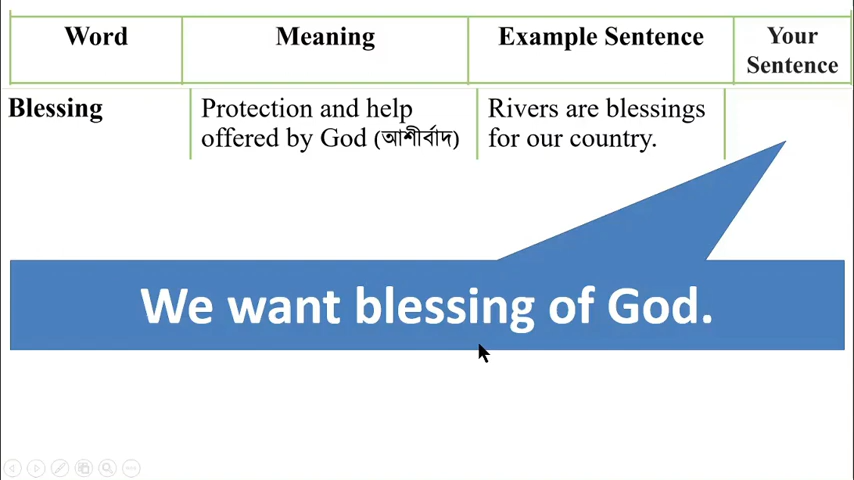 Word Meaning Example Sentence Your Sentence
Blessing Protection and help offered by God (আশীর্বাদ) Rivers are blessings for our country.
We want blessing of God.